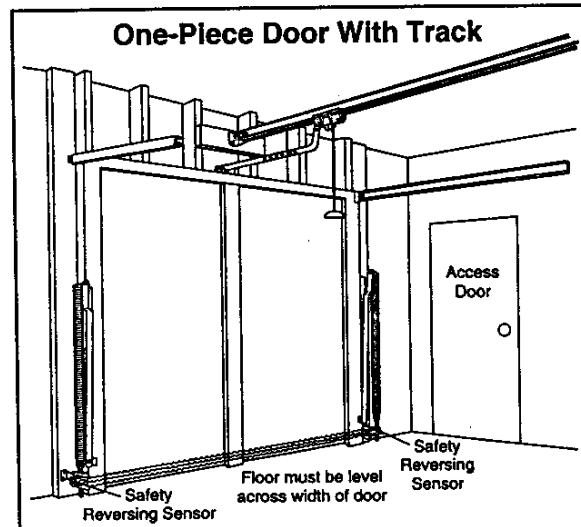 One-Piece Door With Track
Access
Door
Safety
Reversing
Sensor
Floor must be level
across width of door
Safety
Reversing Sensor